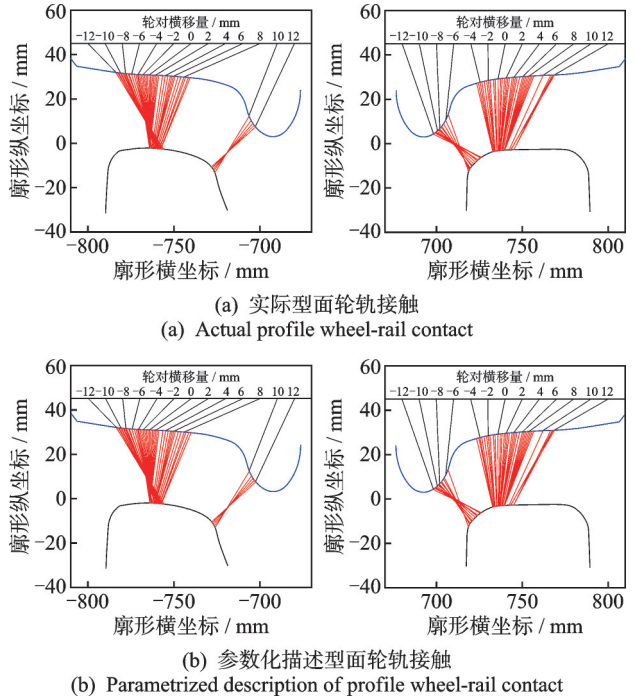 轮对横移量 / mm
−12 −10 −8 −6 −4 −2 0 2 4 6 8 10 12
60
40
20
0
−20
−40
廓形纵坐标 / mm
−800 −750 −700
廓形横坐标 / mm
轮对横移量 / mm
−12 −10 −8 −6 −4 −2 0 2 4 6 8 10 12
60
40
20
0
−20
−40
廓形纵坐标 / mm
700 750 800
廓形横坐标 / mm
(a) 实际型面轮轨接触
(a) Actual profile wheel-rail contact
轮对横移量 / mm
−12 −10 −8 −6 −4 −2 0 2 4 6 8 10 12
60
40
20
0
−20
−40
廓形纵坐标 / mm
−800 −750 −700
廓形横坐标 / mm
轮对横移量 / mm
−12 −10 −8 −6 −4 −2 0 2 4 6 8 10 12
60
40
20
0
−20
−40
廓形纵坐标 / mm
700 750 800
廓形横坐标 / mm
(b) 参数化描述型面轮轨接触
(b) Parametrized description of profile wheel-rail contact